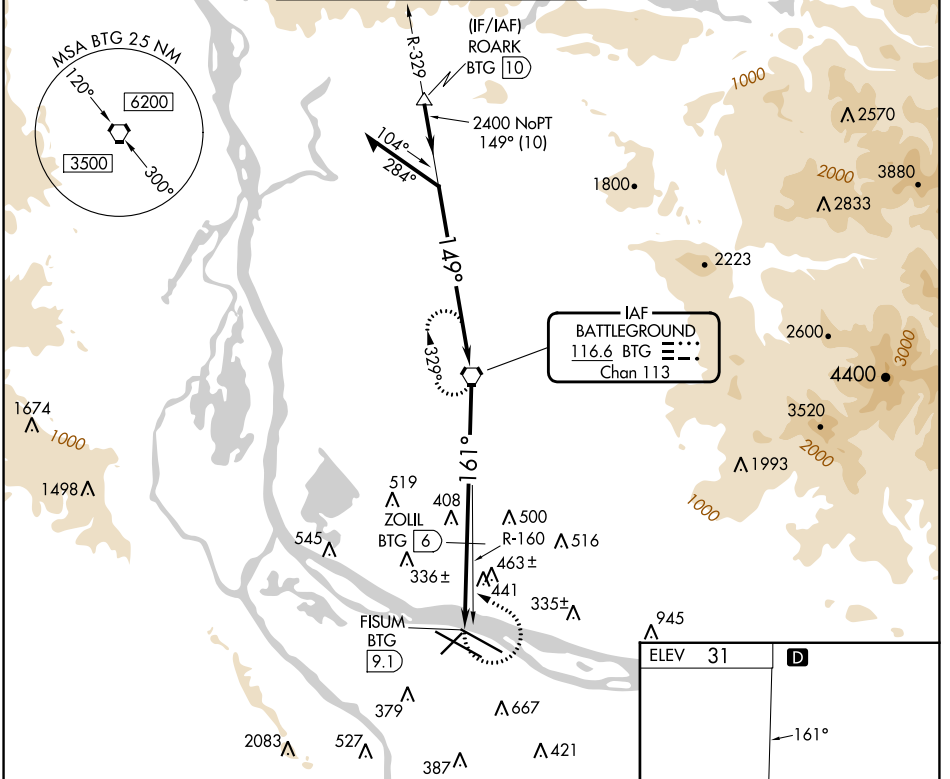 MSA BTG 25 NM
120°
6200
3500
300°
R-329
(IF/IAF)
ROARK
BTG 10
2400 NoPT
149° (10)
104°
284°
149°
329°
1000
2570
2000
3880
1800
2833
2223
IAF
BATTLEGROUND
116.6 BTG
Chan 113
2600
3000
4400
3520
2000
1993
1000
1674
1000
1498
161°
519
408
500
ZOLIL
BTG 6
R-160
516
545
336±
463±
441
335±
FISUM
BTG
9.1
945
ELEV 31
D
161°
379
667
2083
527
387
421